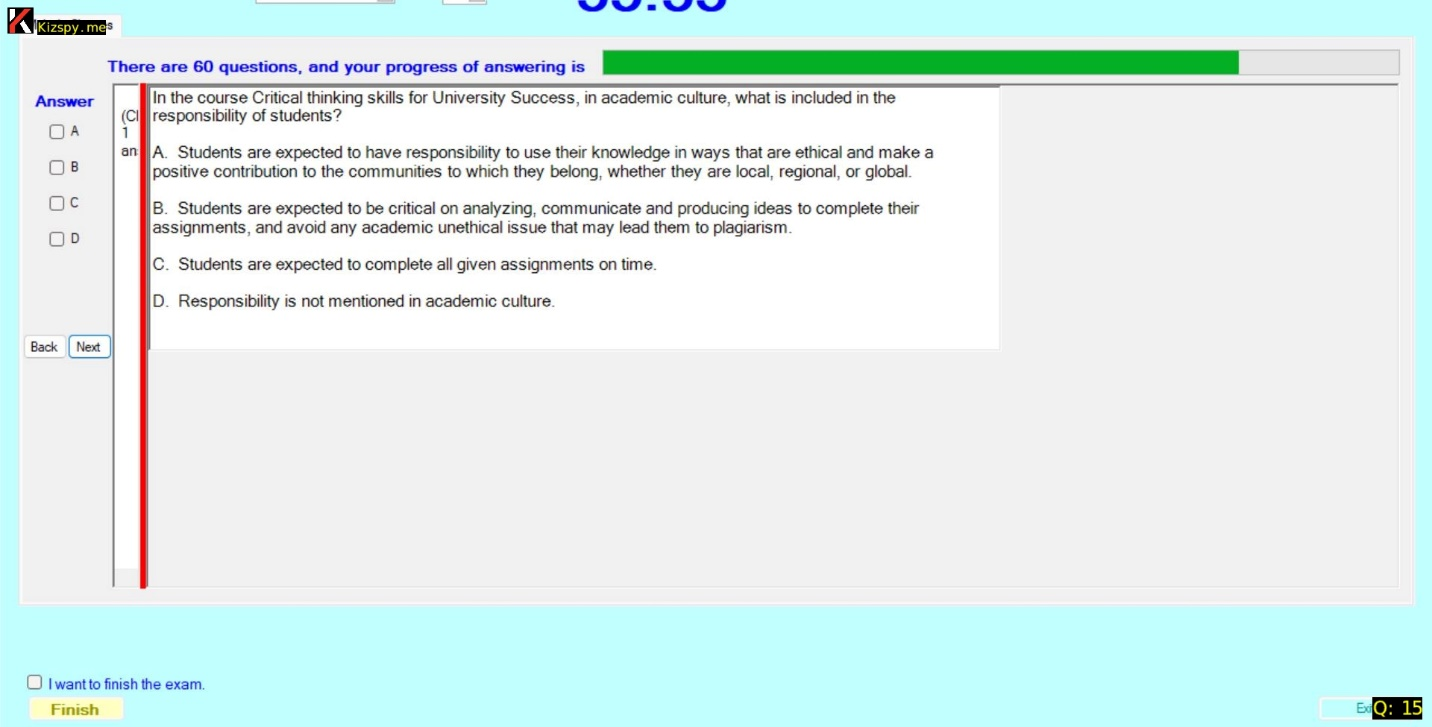 Kizspy.me s
There are 60 questions, and your progress of answering is
Answer
A
B
C
D
Back Next
(Cl
1
an
In the course Critical thinking skills for University Success, in academic culture, what is included in the
responsibility of students?
A. Students are expected to have responsibility to use their knowledge in ways that are ethical and make a
positive contribution to the communities to which they belong, whether they are local, regional, or global.
B. Students are expected to be critical on analyzing, communicate and producing ideas to complete their
assignments, and avoid any academic unethical issue that may lead them to plagiarism.
C. Students are expected to complete all given assignments on time.
D. Responsibility is not mentioned in academic culture.
I want to finish the exam.
Finish
Exi
Q: 15